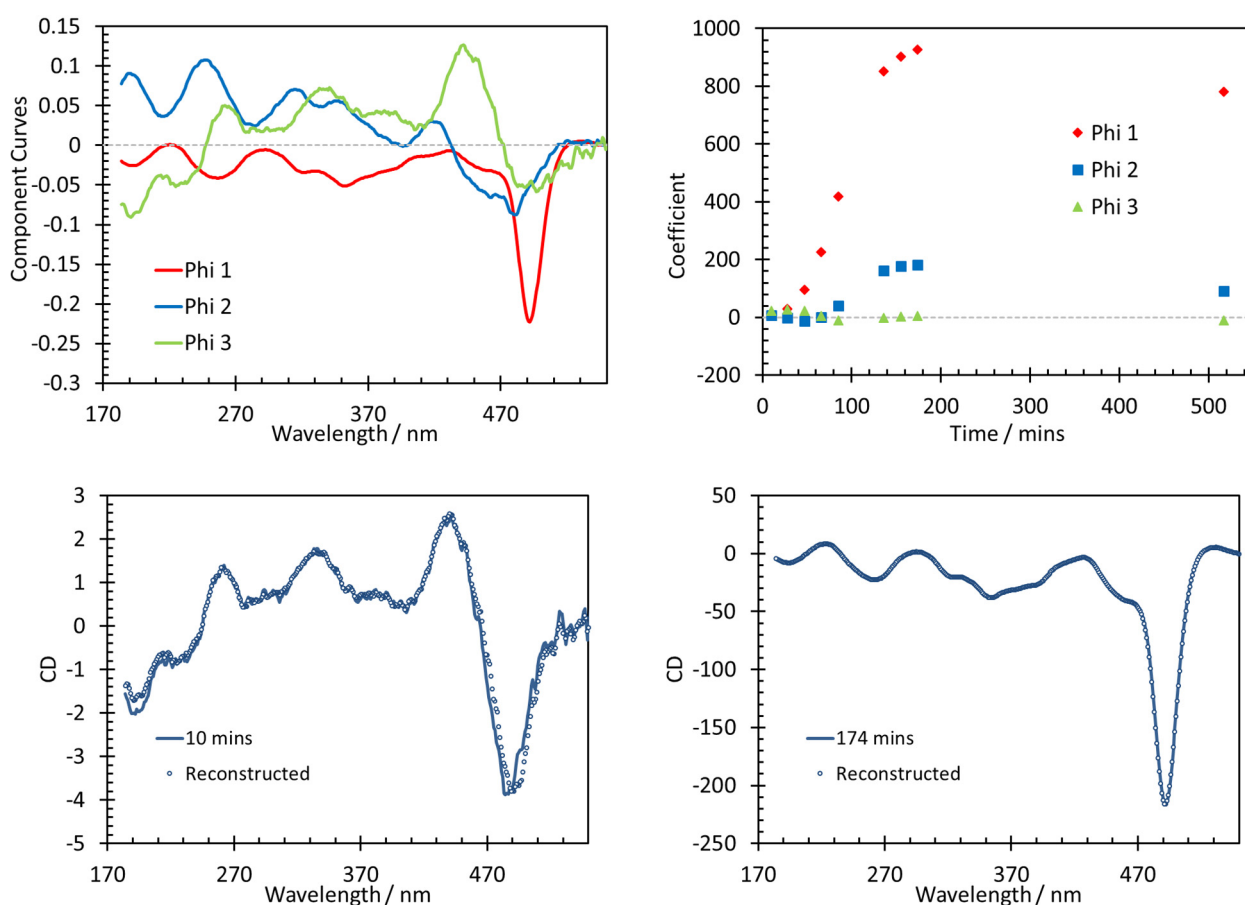 0.15
0.1
0.05
0
-0.05
-0.1
-0.15
-0.2
-0.25
-0.3
Component Curves
Phi 1
Phi 2
Phi 3
170 270 370 470
Wavelength / nm
1000
800
600
400
200
0
-200
Coefficient
Phi 1
Phi 2
Phi 3
0 100 200 300 400 500
Time / mins
3
2
1
0
-1
-2
-3
-4
-5
CD
10 mins
Reconstructed
170 270 370 470
Wavelength / nm
50
0
-50
-100
-150
-200
-250
CD
174 mins
Reconstructed
170 270 370 470
Wavelength / nm